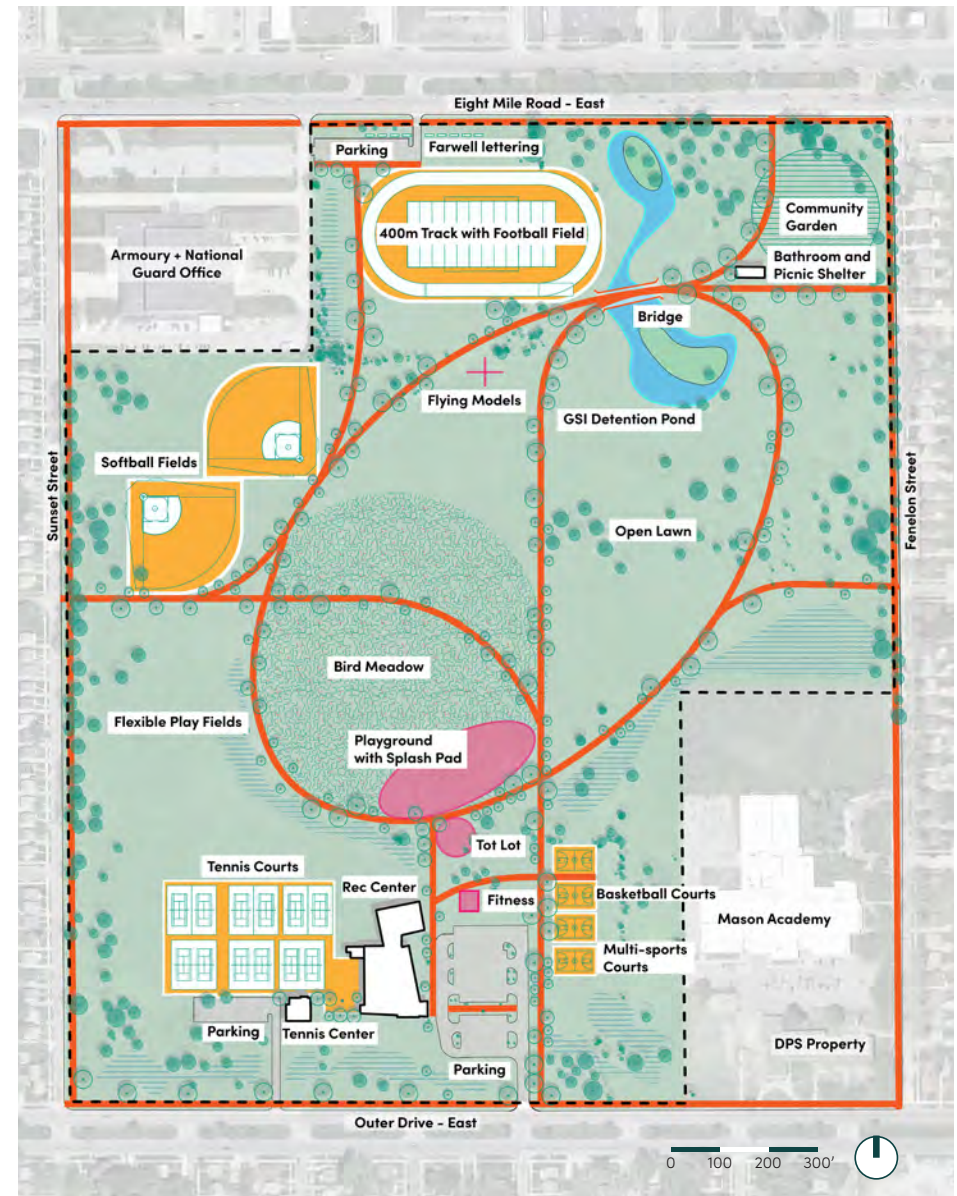 Eight Mile Road - East
Parking
Farwell lettering
400m Track with Football Field
Community
Garden
Armoury + National
Guard Office
Bathroom and
Picnic Shelter
Bridge
Flying Models
GSI Detention Pond
Softball Fields
Sunset Street
Fenelon Street
Open Lawn
Bird Meadow
Flexible Play Fields
Playground
with Splash Pad
Tot Lot
Tennis Courts
Rec Center
Fitness
Basketball Courts
Mason Academy
Multi-sports
Courts
Parking
Tennis Center
DPS Property
Parking
Outer Drive - East
0 100 200 300'